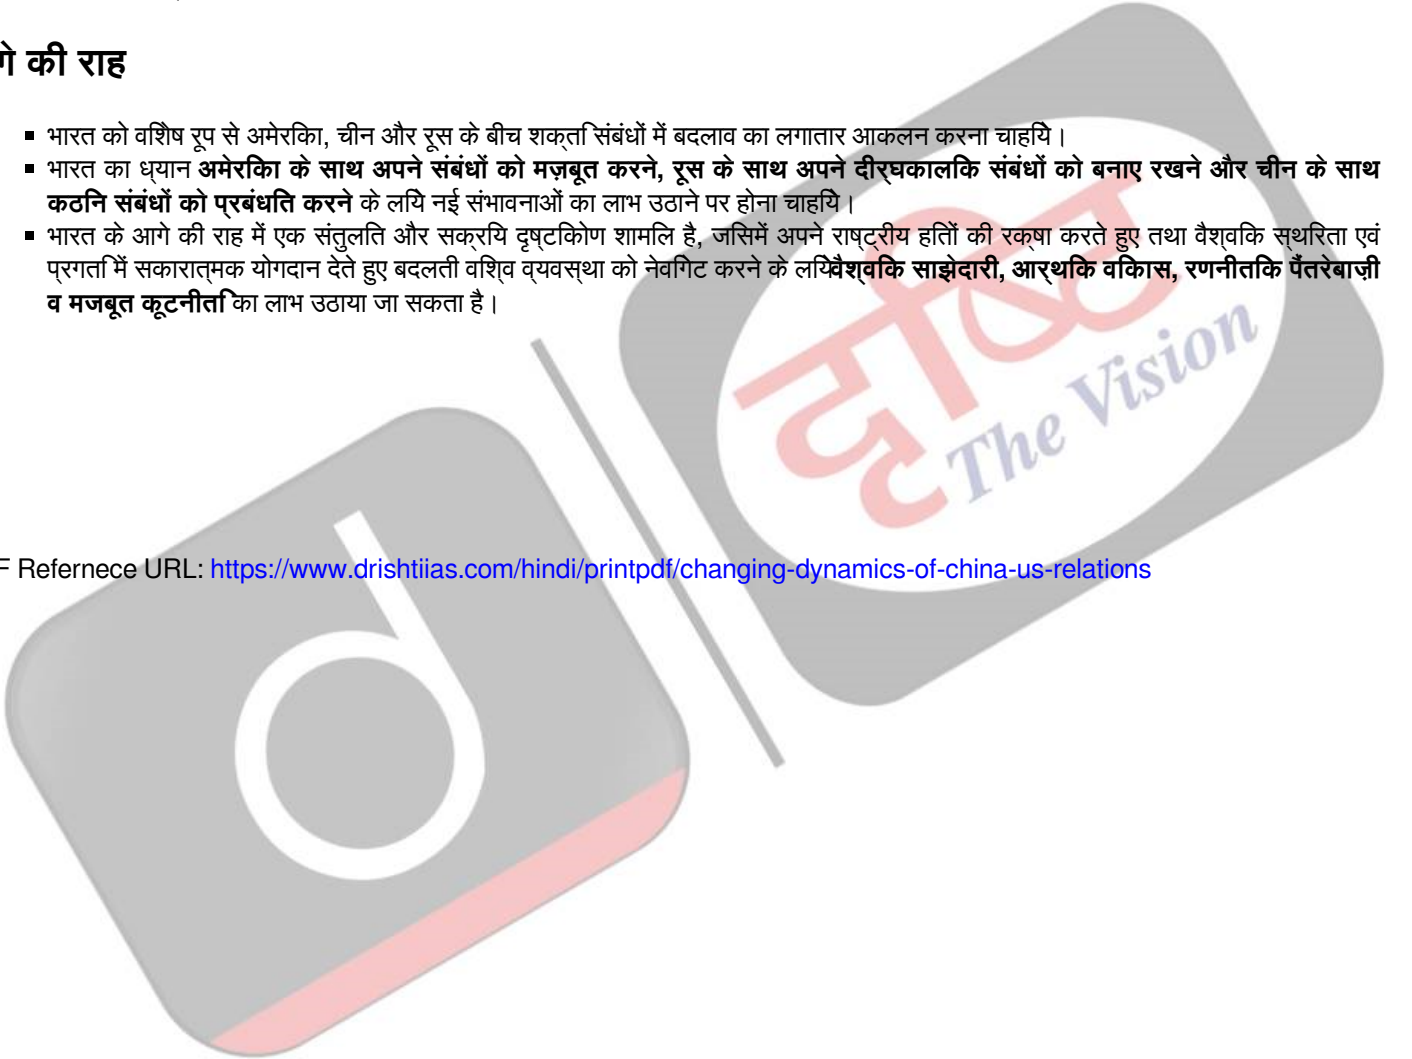 गे की राह
▪ भारत को विशेष रूप से अमेरिका, चीन और रूस के बीच शक्ति संबंधों में बदलाव का लगातार आकलन करना चाहिये।
▪ भारत का ध्यान अमेरिका के साथ अपने संबंधों को मज़बूत करने, रूस के साथ अपने दीर्घकालिक संबंधों को बनाए रखने और चीन के साथ
कठिन संबंधों को प्रबंधित करने के लिये नई संभावनाओं का लाभ उठाने पर होना चाहिये।
▪ भारत के आगे की राह में एक संतुलित और सक्रिय दृष्टिकोण शामिल है, जिसमें अपने राष्ट्रीय हितों की रक्षा करते हुए तथा वैश्विक स्थिरता एवं
प्रगति में सकारात्मक योगदान देते हुए बदलती विश्व व्यवस्था को नेविगेट करने के लिये वैश्विक साझेदारी, आर्थिक विकास, रणनीतिक पैंतरेबाज़ी
व मजबूत कूटनीति का लाभ उठाया जा सकता है।
दृष्टि
The Vision
F Refernece URL: https://www.drishtiias.com/hindi/printpdf/changing-dynamics-of-china-us-relations
d